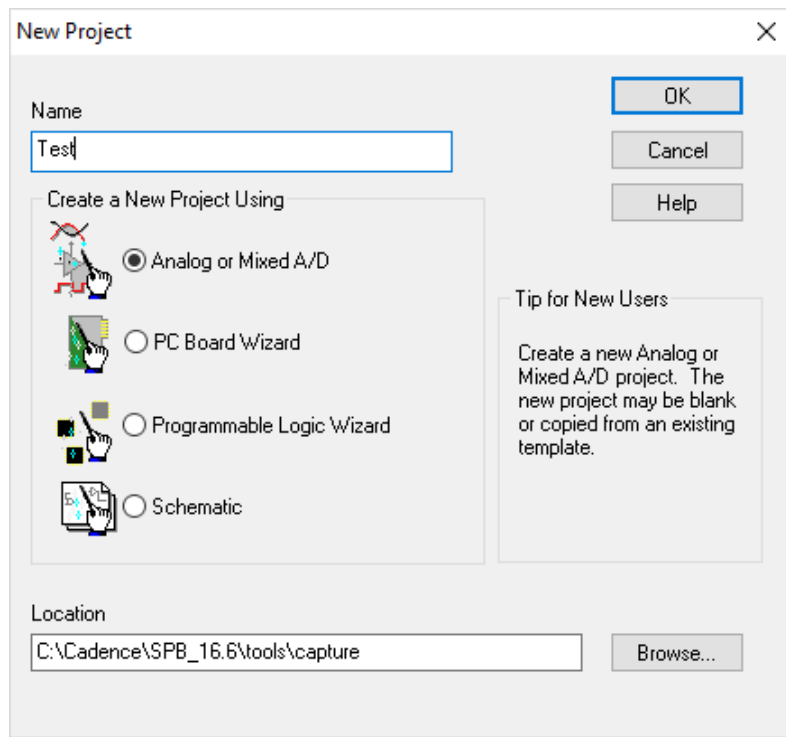 New Project
Name
Test
OK
Cancel
Help
Create a New Project Using
Analog or Mixed A/D
PC Board Wizard
Programmable Logic Wizard
Schematic
Tip for New Users
Create a new Analog or
Mixed A/D project. The
new project may be blank
or copied from an existing
template.
Location
C:\Cadence\SPB_16.6\tools\capture
Browse...